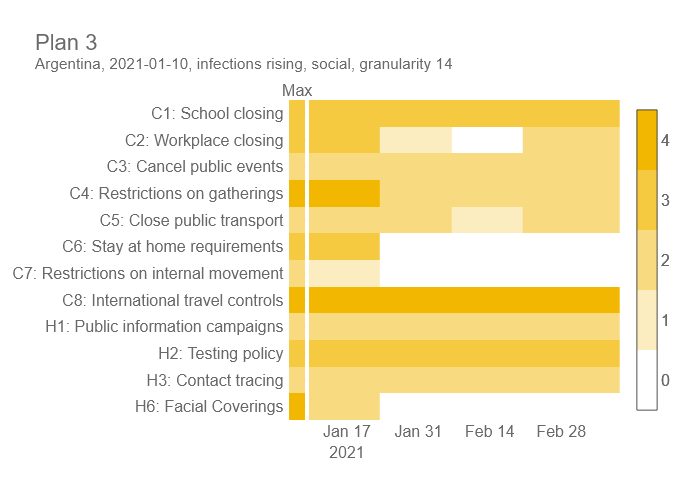 Plan 3
Argentina, 2021-01-10, infections rising, social, granularity 14
Max
C1: School closing
C2: Workplace closing
C3: Cancel public events
C4: Restrictions on gatherings
C5: Close public transport
C6: Stay at home requirements
C7: Restrictions on internal movement
C8: International travel controls
H1: Public information campaigns
H2: Testing policy
H3: Contact tracing
H6: Facial Coverings
Jan 17 Jan 31 Feb 14 Feb 28
2021
4
3
2
1
0